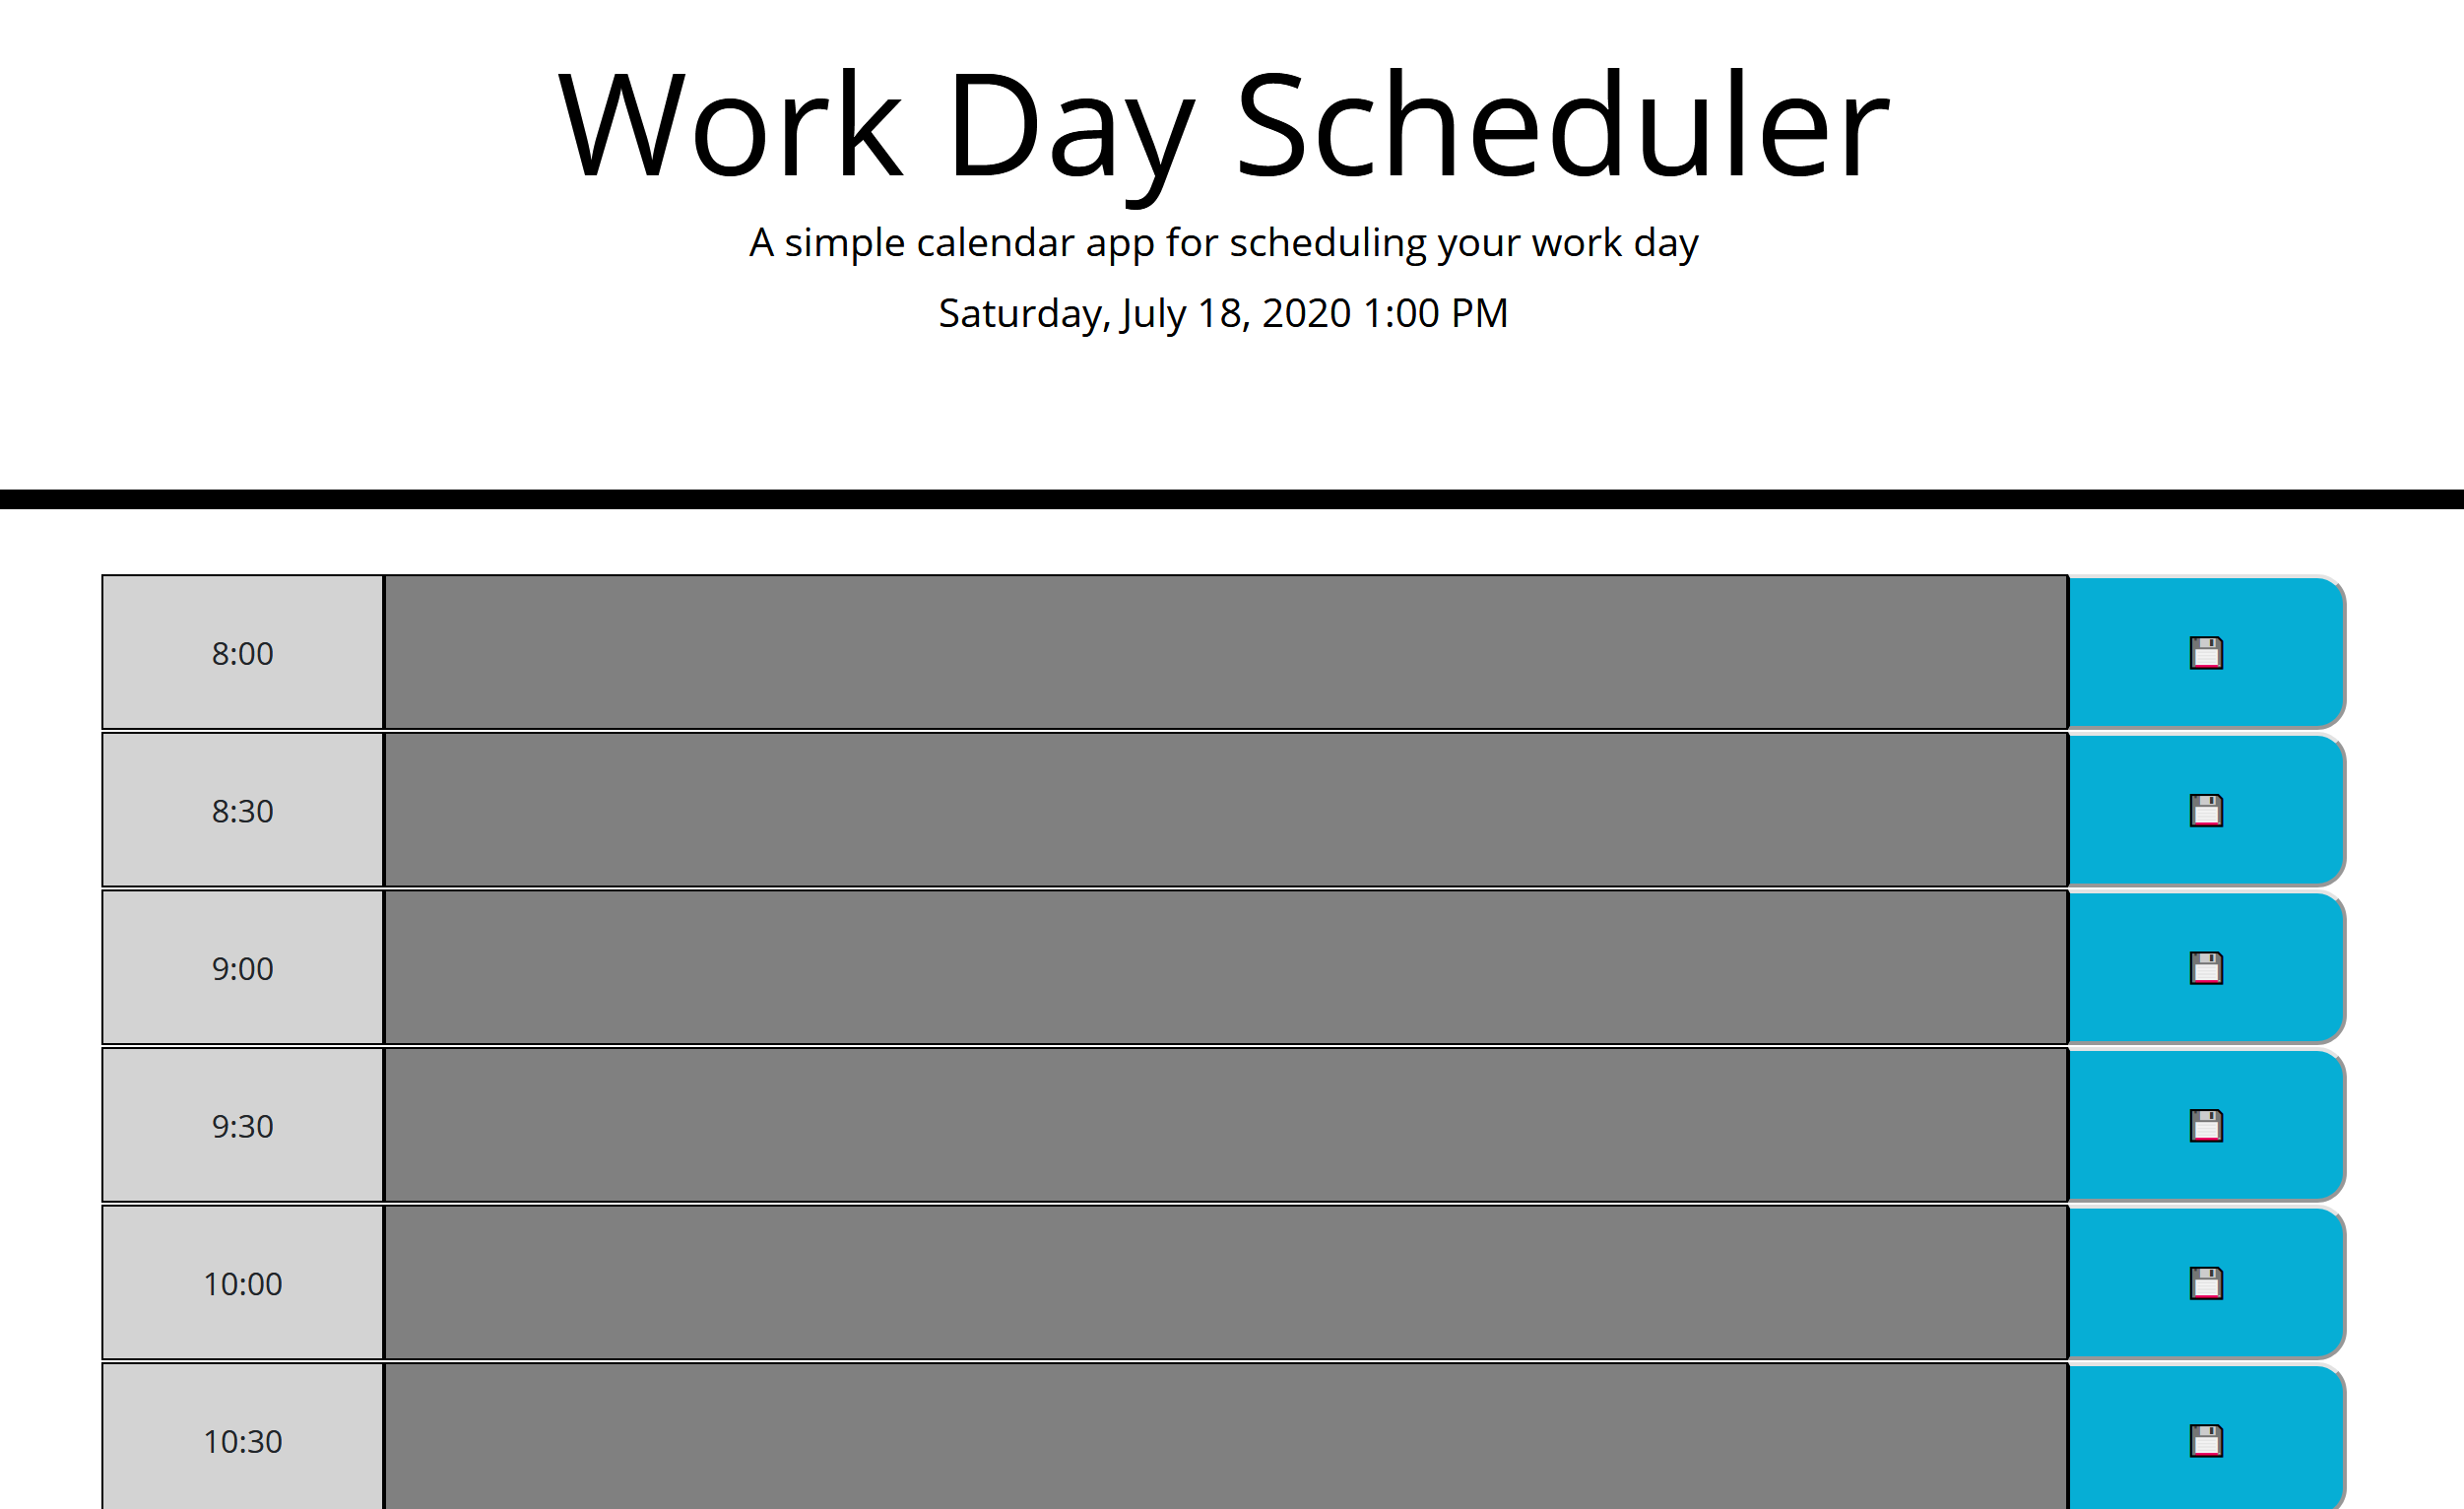 Work Day Scheduler
A simple calendar app for scheduling your work day
Saturday, July 18, 2020 1:00 PM
8:00
8:30
9:00
9:30
10:00
10:30